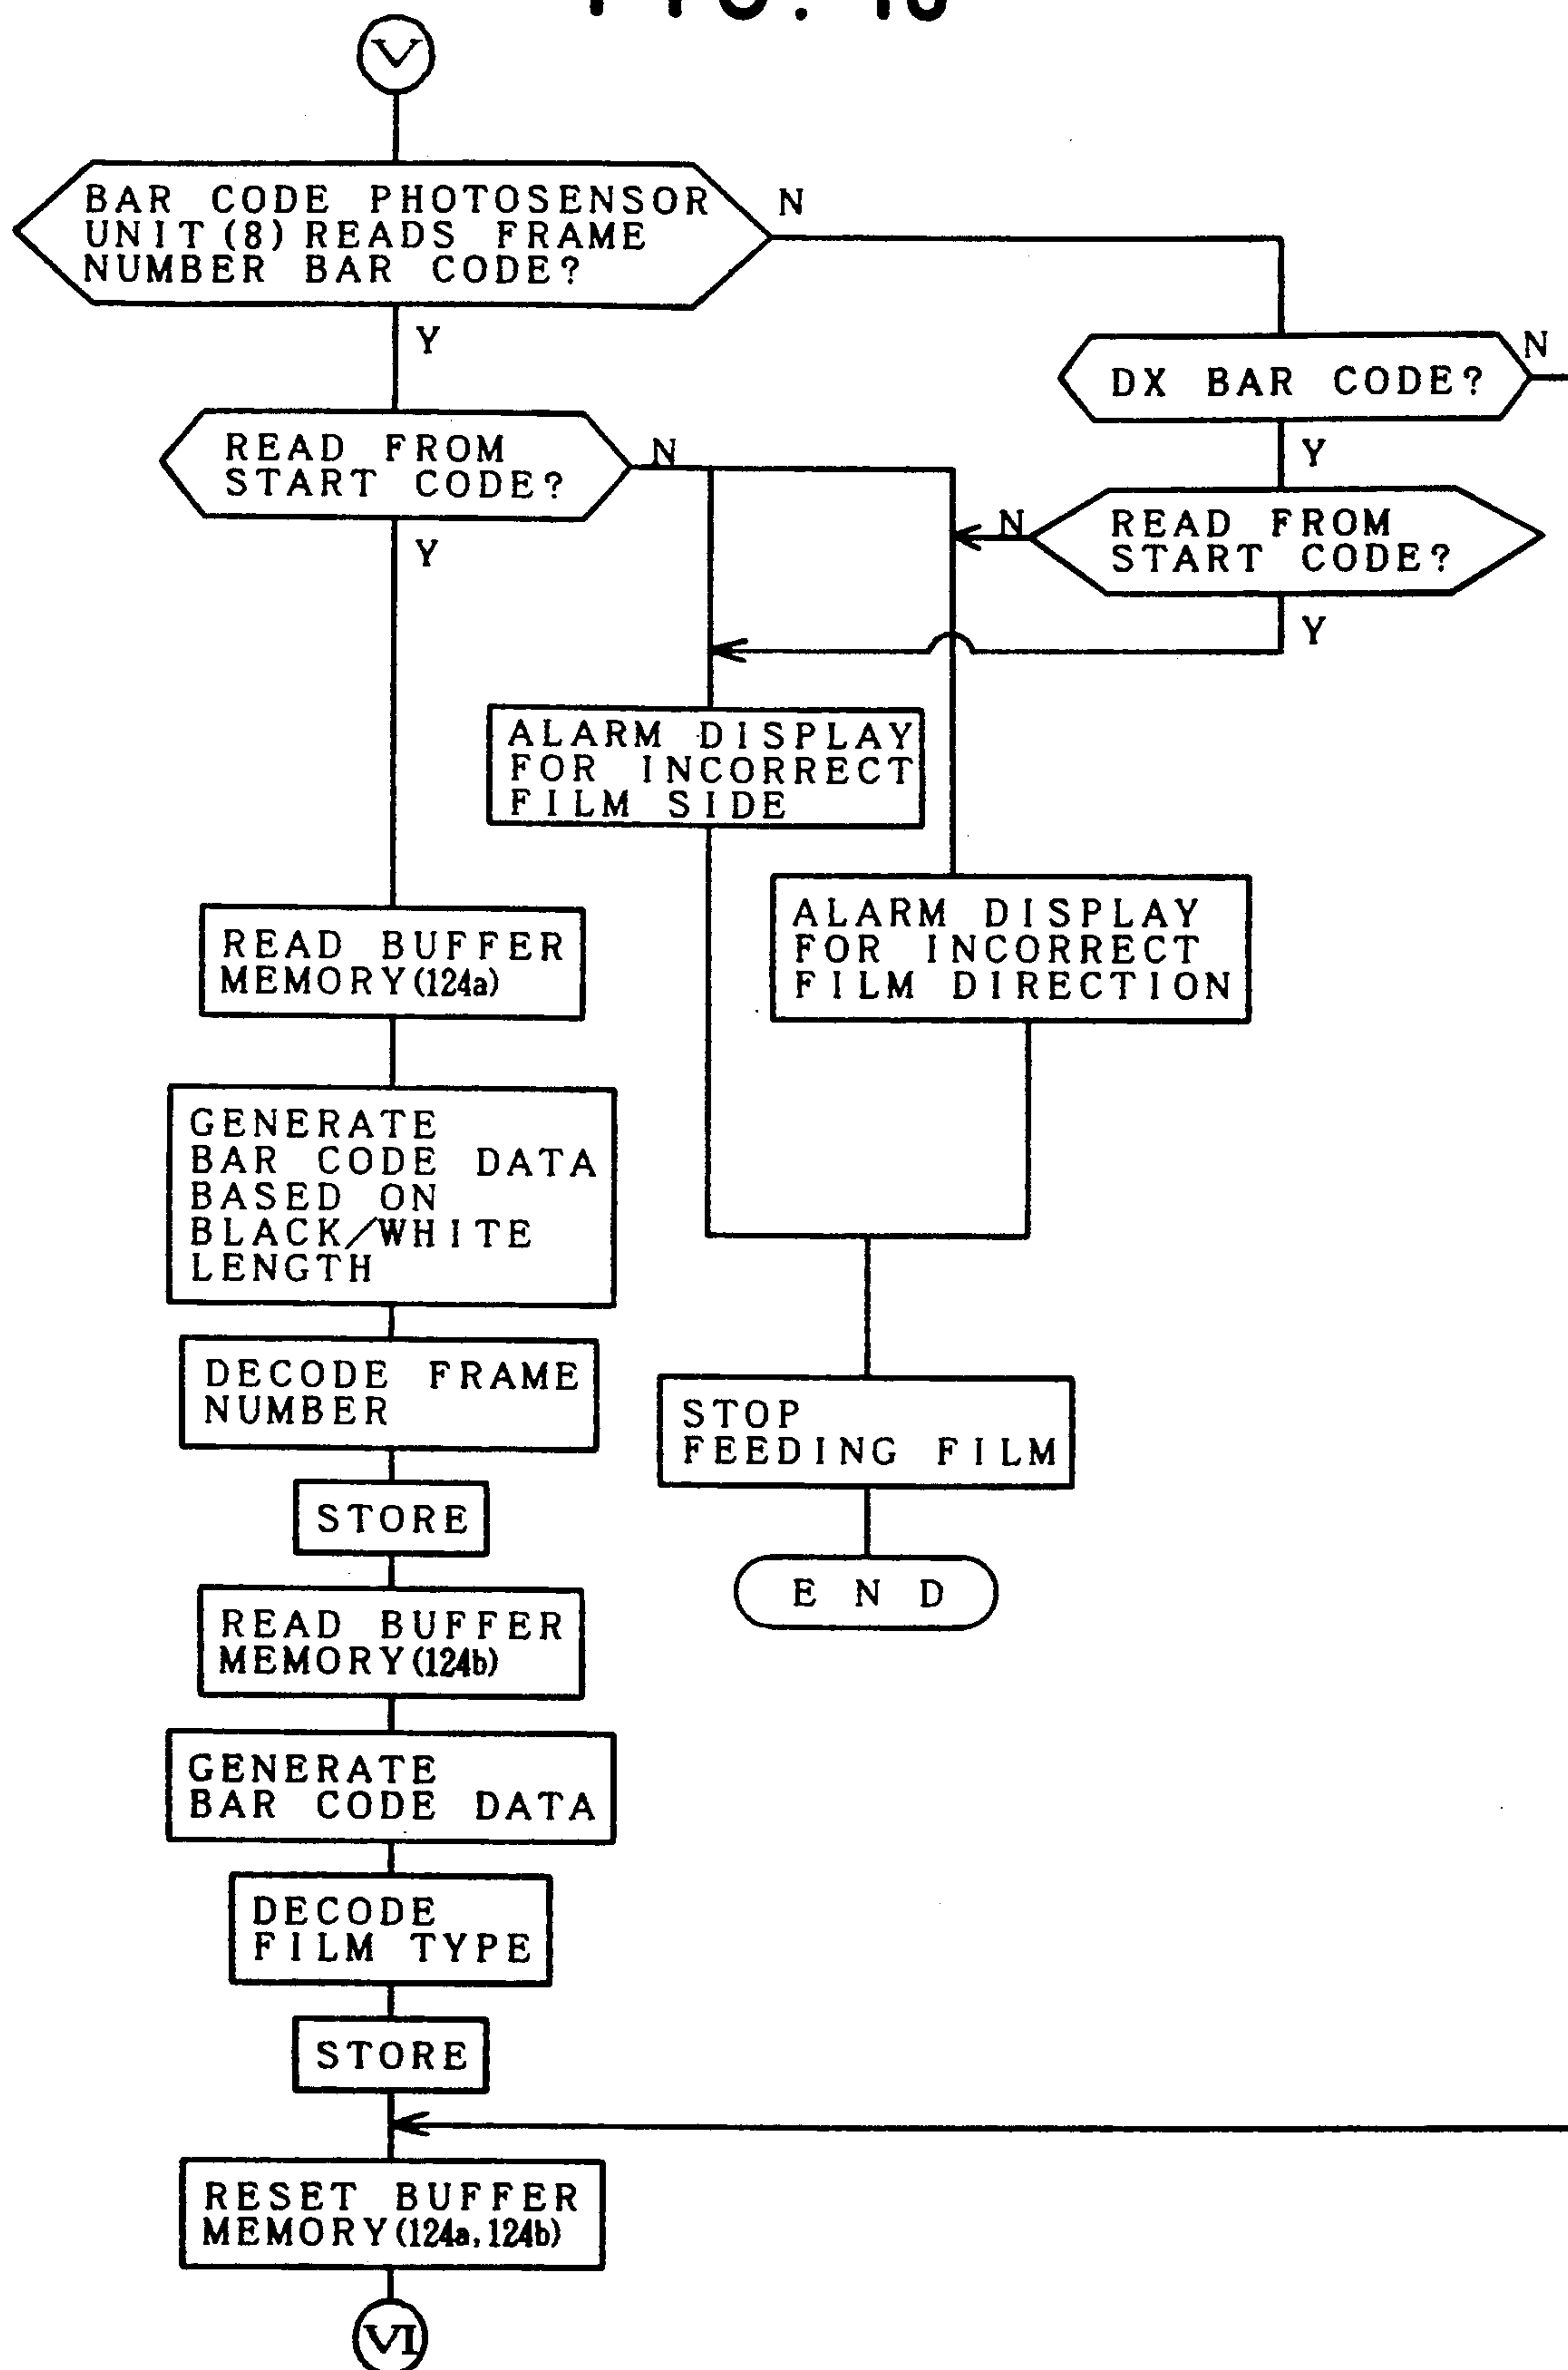 V
BAR CODE PHOTOSENSOR
UNIT(8) READS FRAME
NUMBER BAR CODE?
N
Y
DX BAR CODE?
N
Y
READ FROM
START CODE?
N
Y
READ FROM
START CODE?
N
Y
ALARM DISPLAY
FOR INCORRECT
FILM SIDE
ALARM DISPLAY
FOR INCORRECT
FILM DIRECTION
READ BUFFER
MEMORY(124a)
GENERATE
BAR CODE DATA
BASED ON
BLACK/WHITE
LENGTH
DECODE FRAME
NUMBER
STOP
FEEDING FILM
STORE
END
READ BUFFER
MEMORY(124b)
GENERATE
BAR CODE DATA
DECODE
FILM TYPE
STORE
RESET BUFFER
MEMORY(124a, 124b)
VI